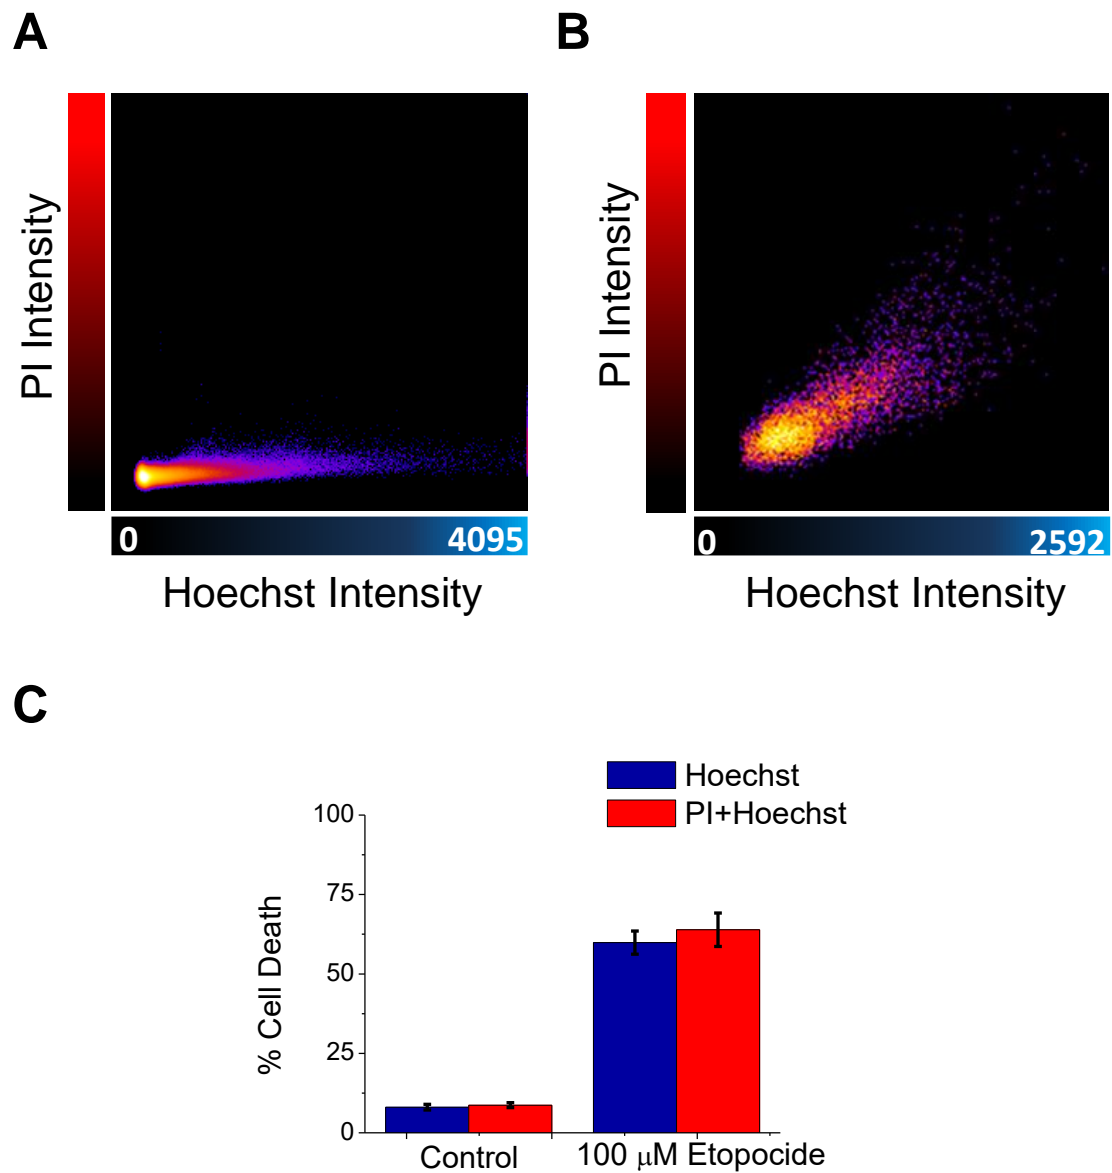 A
B
PI Intensity
PI Intensity
0 4095
0 2592
Hoechst Intensity
Hoechst Intensity
C
Hoechst
PI+Hoechst
100
75
50
25
0
% Cell Death
Control
100 μM Etopocide